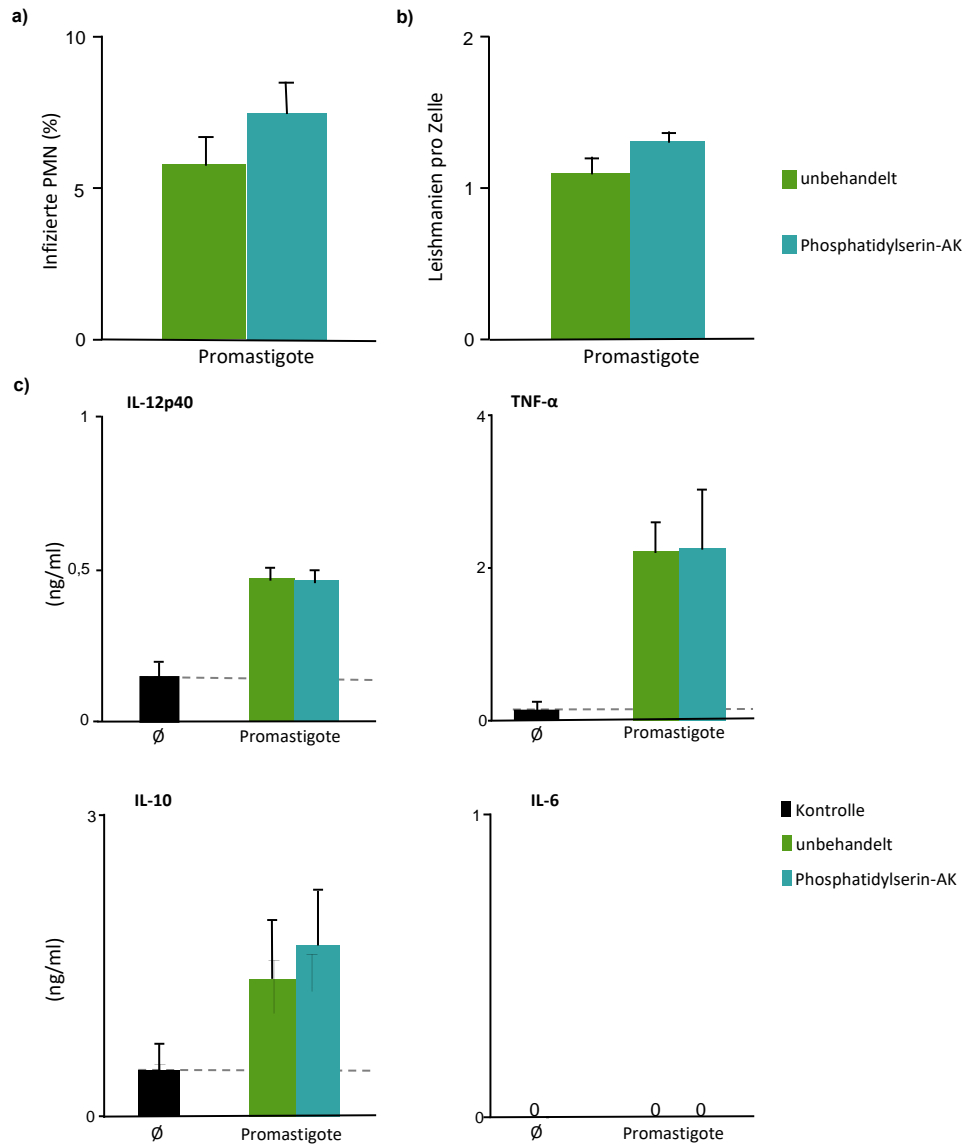 a)
b)
10
5
0
Infizierte PMN (%)
Promastigote
2
1
0
Leishmanien pro Zelle
Promastigote
unbehandelt
Phosphatidylserin-AK
c)
IL-12p40
1
0,5
0
(ng/ml)
Ø
Promastigote
TNF-α
4
2
0
Ø
Promastigote
IL-10
3
0
(ng/ml)
Ø
Promastigote
IL-6
1
0
0
0
0
Ø
Promastigote
Kontrolle
unbehandelt
Phosphatidylserin-AK